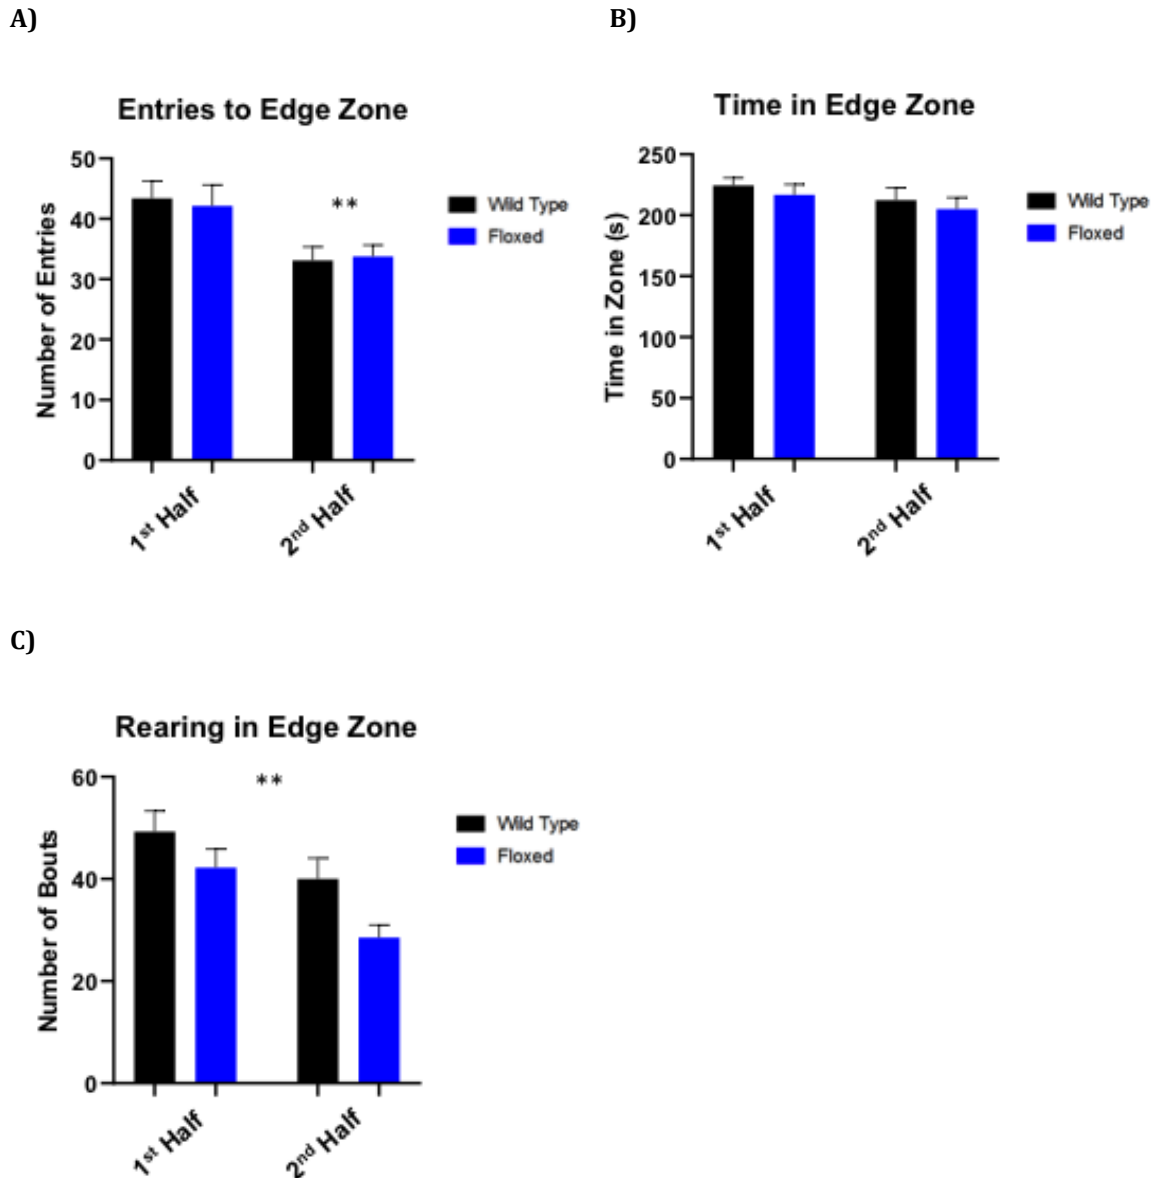 A)
Entries to Edge Zone
Number of Entries
50
40
30
20
10
0
**
Wild Type
Floxed
1st Half
2nd Half
B)
Time in Edge Zone
Time in Zone (s)
250
200
150
100
50
0
Wild Type
Floxed
1st Half
2nd Half
C)
Rearing in Edge Zone
Number of Bouts
60
40
20
0
**
Wild Type
Floxed
1st Half
2nd Half